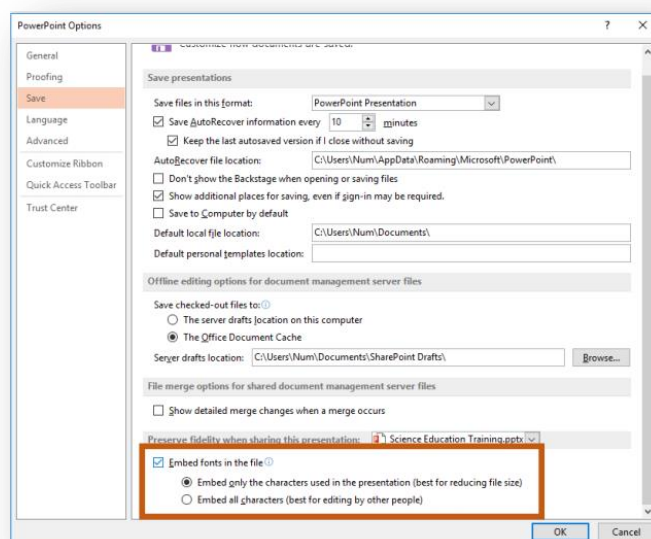 PowerPoint Options
?
General
Proofing
Save
Language
Advanced
Customize Ribbon
Quick Access Toolbar
Trust Center
Customize how documents are saved.
Save presentations
Save files in this format: PowerPoint Presentation
Save AutoRecover information every 10 minutes
Keep the last autosaved version if I close without saving
AutoRecover file location: C:\Users\Num\AppData\Roaming\Microsoft\PowerPoint\
Don't show the Backstage when opening or saving files
Show additional places for saving, even if sign-in may be required.
Save to Computer by default
Default local file location: C:\Users\Num\Documents\
Default personal templates location:
Offline editing options for document management server files
Save checked-out files to:
The server drafts location on this computer
The Office Document Cache
Server drafts location: C:\Users\Num\Documents\SharePoint Drafts\ Browse...
File merge options for shared document management server files
Show detailed merge changes when a merge occurs
Preserve fidelity when sharing this presentation: Science Education Training.pptx
Embed fonts in the file
Embed only the characters used in the presentation (best for reducing file size)
Embed all characters (best for editing by other people)
OK Cancel